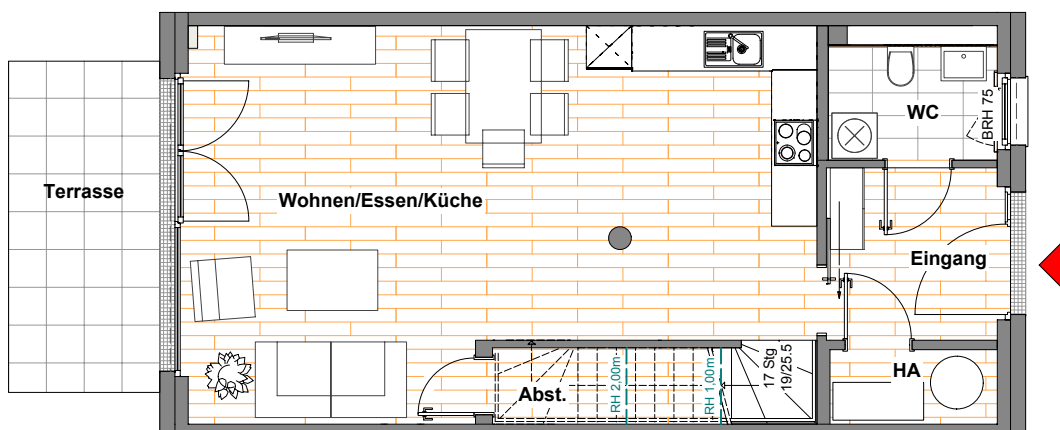 Terrasse
Wohnen/Essen/Küche
WC
BRH 75
Eingang
HA
Abst.
RH 2,00m
RH 1,00m
17 Stg
19/25.5